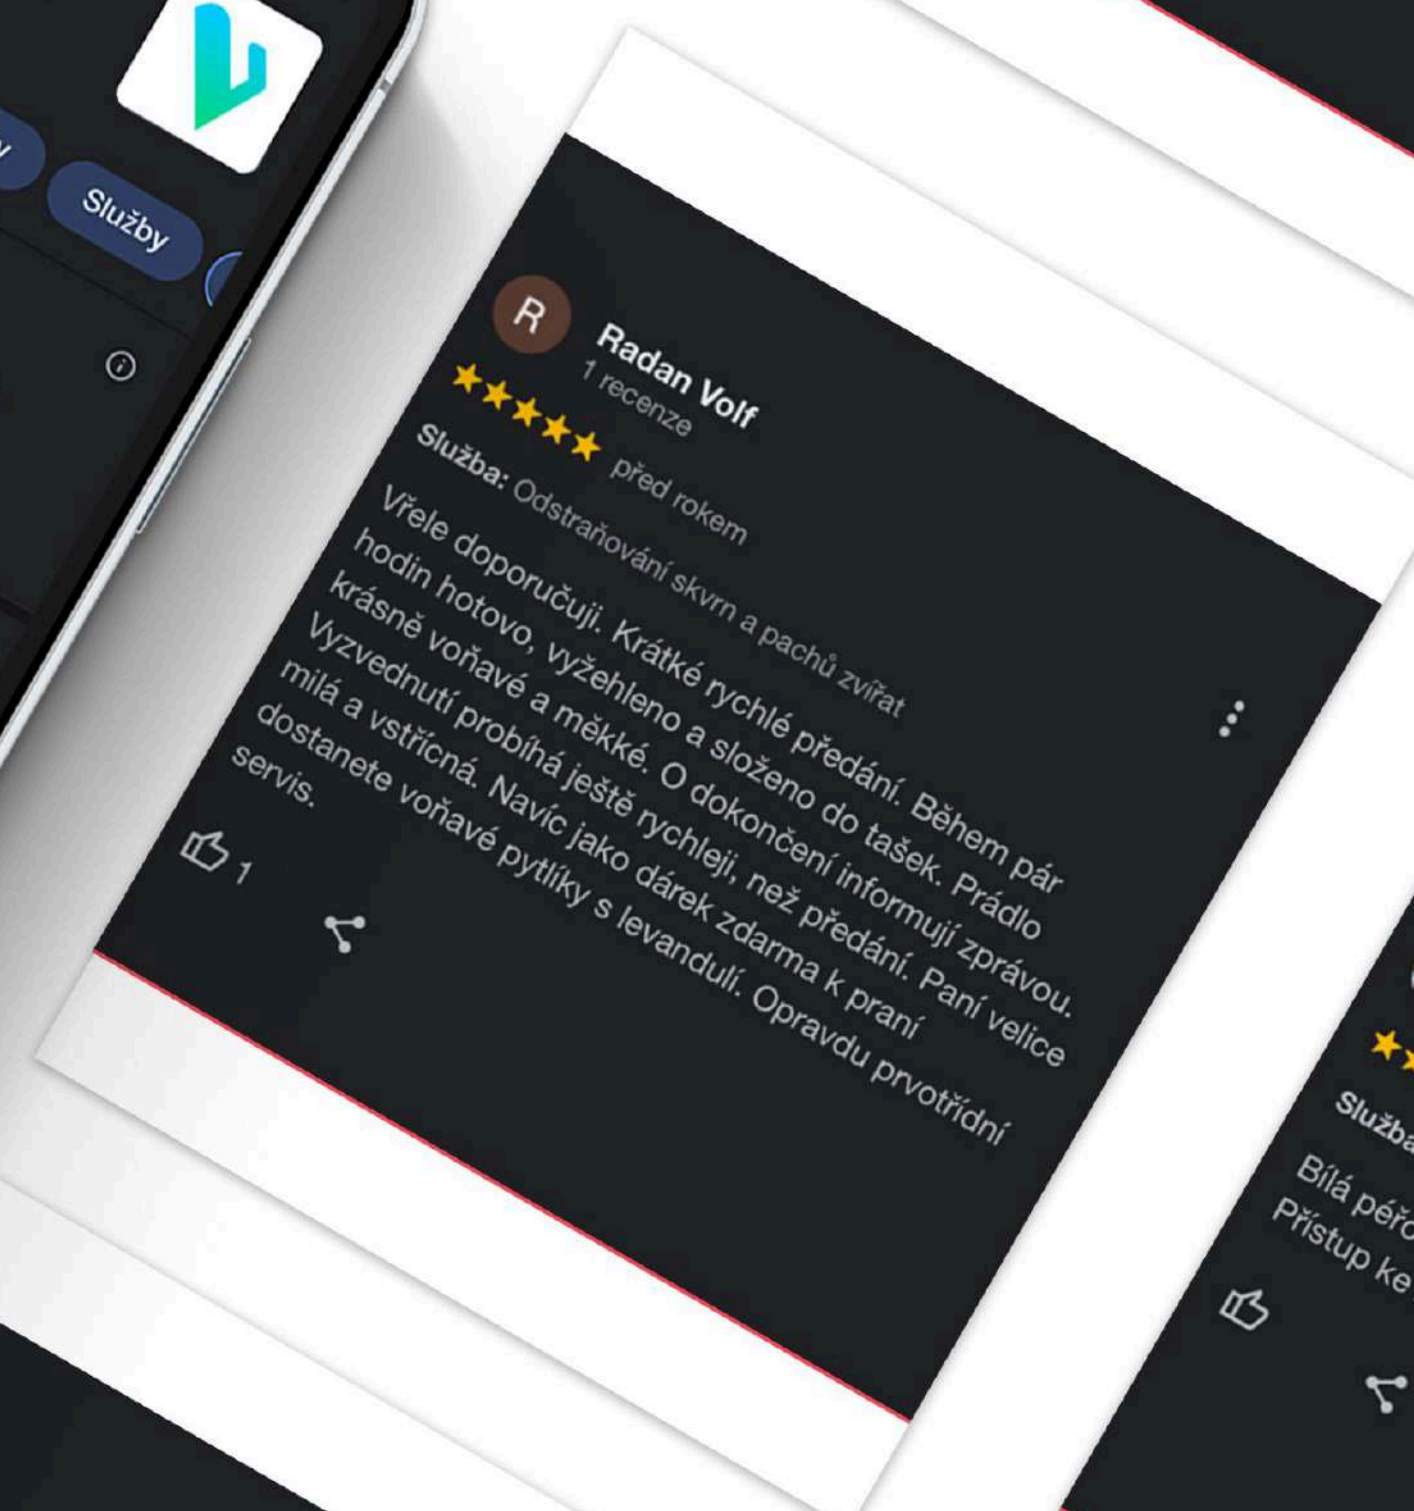 Služby
R
Radan Volf
1 recenze
před rokem
Služba: Odstraňování skvrn a pachů zvířat
Vřele doporučuji. Krátké rychlé předání. Během pár
hodin hotovo, vyžehleno a složeno do tašek. Prádlo
krásně voňavé a měkké. O dokončení informují zprávou.
Vyzvednutí probíhá ještě rychleji, než předání. Paní velice
milá a vstřícná. Navíc jako dárek zdarma k praní
dostanete voňavé pytlíky s levandulí. Opravdu prvotřídní
servis.
1
Služba
Bílá
Přístup ke